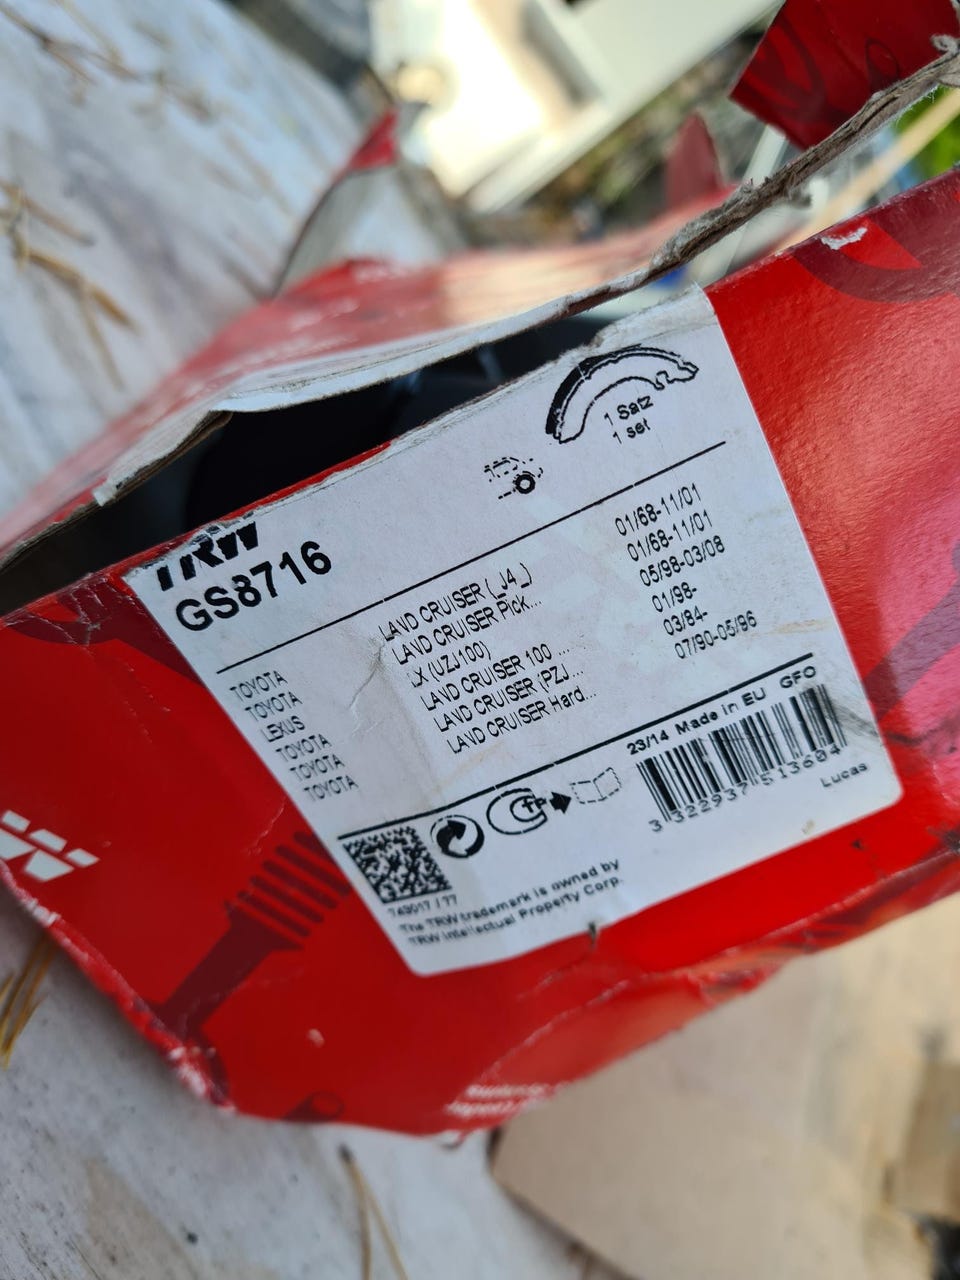 TRW
GS8716
1 Satz
1 set
TOYOTA LAND CRUISER (_J4_) 01/68-11/01
TOYOTA LAND CRUISER Pick... 01/68-11/01
LEXUS LX (UZJ100) 05/98-03/08
TOYOTA LAND CRUISER 100 ... 01/98-
TOYOTA LAND CRUISER (PZJ... 03/84-
TOYOTA LAND CRUISER Hard... 07/90-05/96
23/14 Made in EU GFO
3 322937 513604
Lucas
749017 / 77
The TRW trademark is owned by
TRW Intellectual Property Corp.